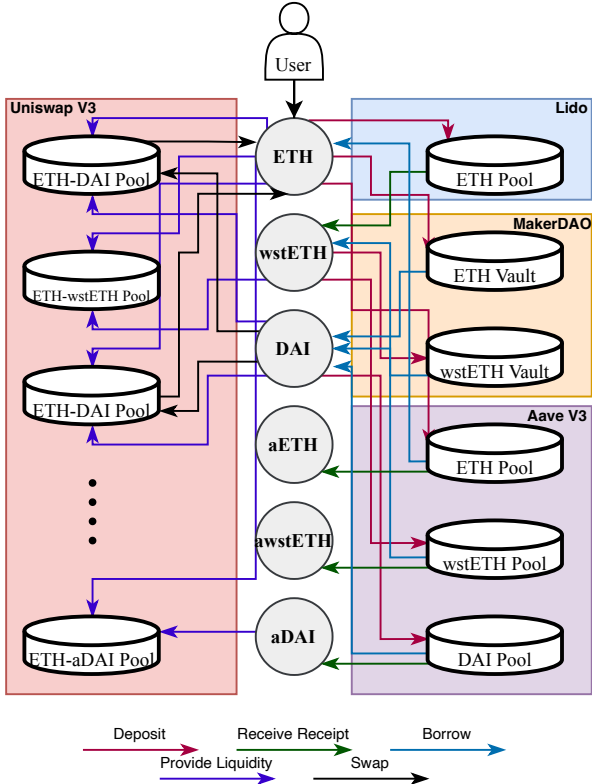 User
Uniswap V3
Lido
ETH-DAI Pool
ETH
ETH Pool
MakerDAO
wstETH
ETH Vault
ETH-wstETH Pool
DAI
wstETH Vault
ETH-DAI Pool
Aave V3
aETH
ETH Pool
awstETH
wstETH Pool
aDAI
ETH-aDAI Pool
DAI Pool
Deposit
Receive Receipt
Borrow
Provide Liquidity
Swap